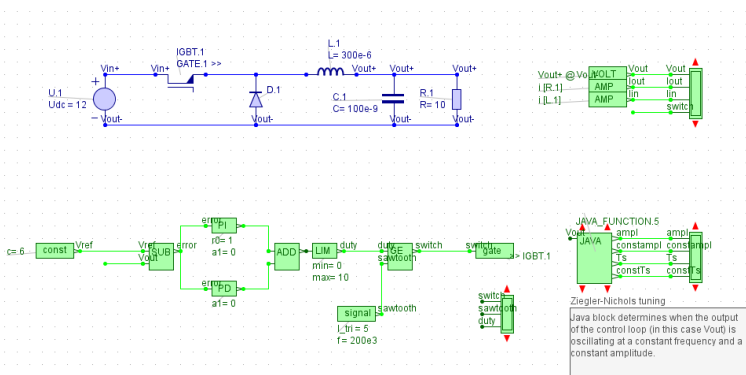 IGBT.1
GATE.1 >>
L.1
L= 300e-6
Vin+
Vin+
Vout+
Vout+
Vout+
U.1
Udc = 12
D.1
C.1
C= 100e-9
R.1
R= 10
Vout-
Vout-
Vout-
Vout-
Vout+ @ Vout-
VOLT
Vout
Vout
i.[R.1]
AMP
Iout
Iout
i.[L.1]
AMP
Iin
Iin
switch
c= 6
const
Vref
Vref
Vout
SUB
error
error
PI
r0= 1
a1= 0
error
PD
a1= 0
ADD
LIM
min= 0
max= 10
duty
duty
sawtooth
GE
switch
switch
gate
>> IGBT.1
signal
sawtooth
f= 200e3
switch
sawtooth
duty
JAVA_FUNCTION.5
Vout
JAVA
ampl
ampl
constampl
constampl
Ts
Ts
constTs
constTs
Ziegler-Nichols tuning
Java block determines when the output
of the control loop (in this case Vout) is
oscillating at a constant frequency and a
constant amplitude.